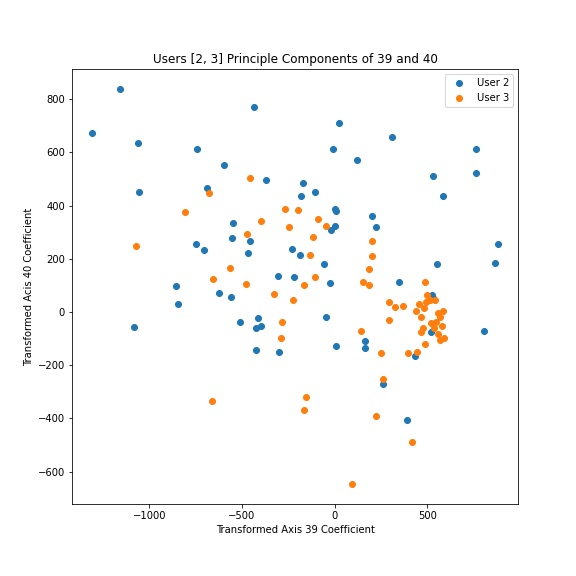 Users [2, 3] Principle Components of 39 and 40
User 2
User 3
Transformed Acis 40 Coefficient
800
600
400
200
0
−200
−400
−600
−1000
−500
0
500
Transformed Axis 39 Coefficient